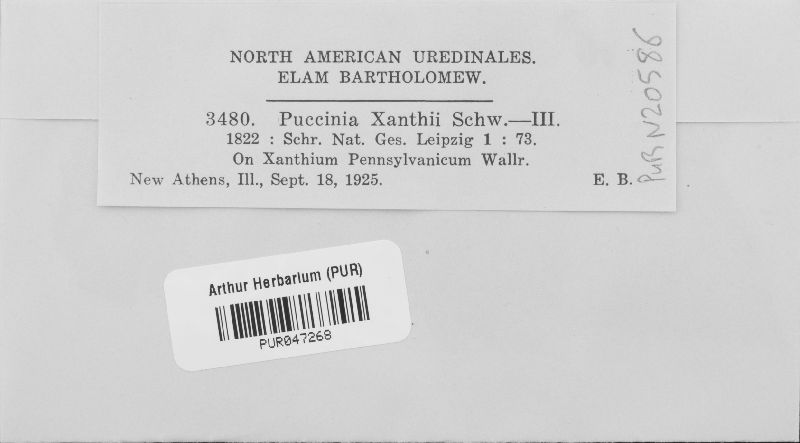 NORTH AMERICAN UREDINALES.
ELAM BARTHOLOMEW.
3480. Puccinia Xanthii Schw.—III.
1822 : Schr. Nat. Ges. Leipzig 1 : 73.
On Xanthium Pennsylvanicum Wallr.
New Athens, Ill., Sept. 18, 1925. E. B.
PUR N20586
Arthur Herbarium (PUR)
PUR047268